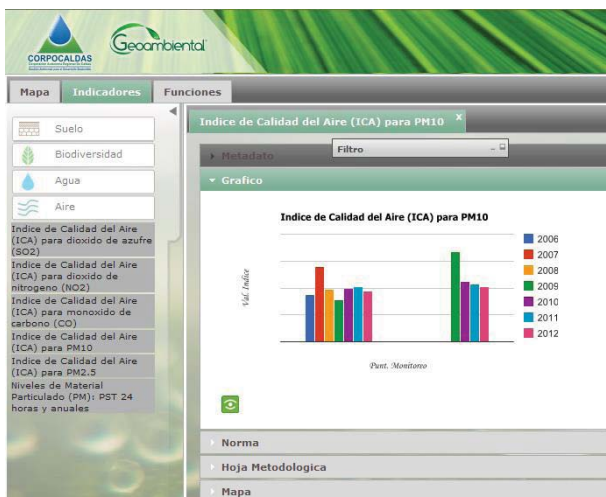 CORPOCALDAS
Geoambiental
Mapa
Indicadores
Funciones
Suelo
Biodiversidad
Agua
Aire
Indice de Calidad del Aire
(ICA) para dioxido de azufre
(SO2)
Indice de Calidad del Aire
(ICA) para dioxido de
nitrogeno (NO2)
Indice de Calidad del Aire
(ICA) para monoxido de
carbono (CO)
Indice de Calidad del Aire
(ICA) para PM10
Indice de Calidad del Aire
(ICA) para PM2.5
Niveles de Material
Particulado (PM): PST 24
horas y anuales
Indice de Calidad del Aire (ICA) para PM10 x
Metadato
Filtro
Grafico
Indice de Calidad del Aire (ICA) para PM10
Val. Indice
2006
2007
2008
2009
2010
2011
2012
Punt. Monitoreo
Norma
Hoja Metodologica
Mapa